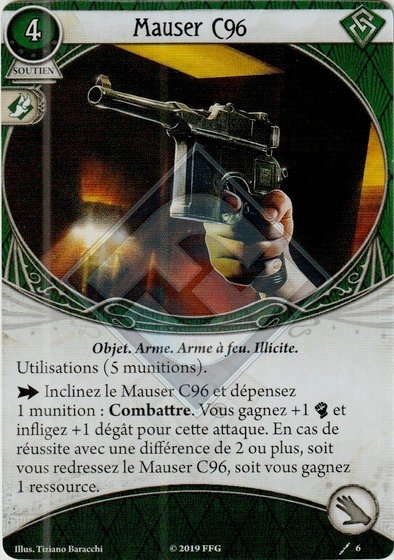 Mauser C96
4
SOUTIEN
Objet. Arme. Arme à feu. Illicite.
Utilisations (5 munitions).
Inclinez le Mauser C96 et dépensez
1 munition : Combattre. Vous gagnez +1 et
infligez +1 dégât pour cette attaque. En cas de
réussite avec une différence de 2 ou plus, soit
vous redressez le Mauser C96, soit vous gagnez
1 ressource.
Illus. Tiziano Baracchi © 2019 FFG 6